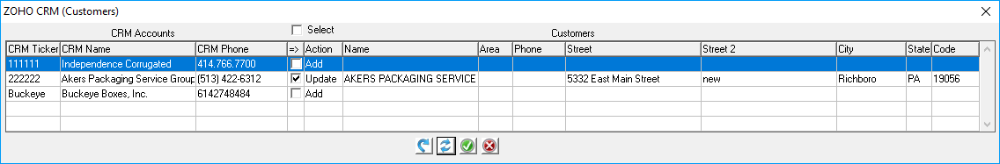 ZOHO CRM (Customers)
CRM Accounts Select Customers
CRM Ticker CRM Name CRM Phone => Action Name Area Phone Street Street 2 City State Code
111111 Independence Corrugated 414.766.7700 Add
222222 Akers Packaging Service Group (513) 422-6312 Update AKERS PACKAGING SERVICE 5332 East Main Street new Richboro PA 19056
Buckeye Buckeye Boxes, Inc. 6142748484 Add